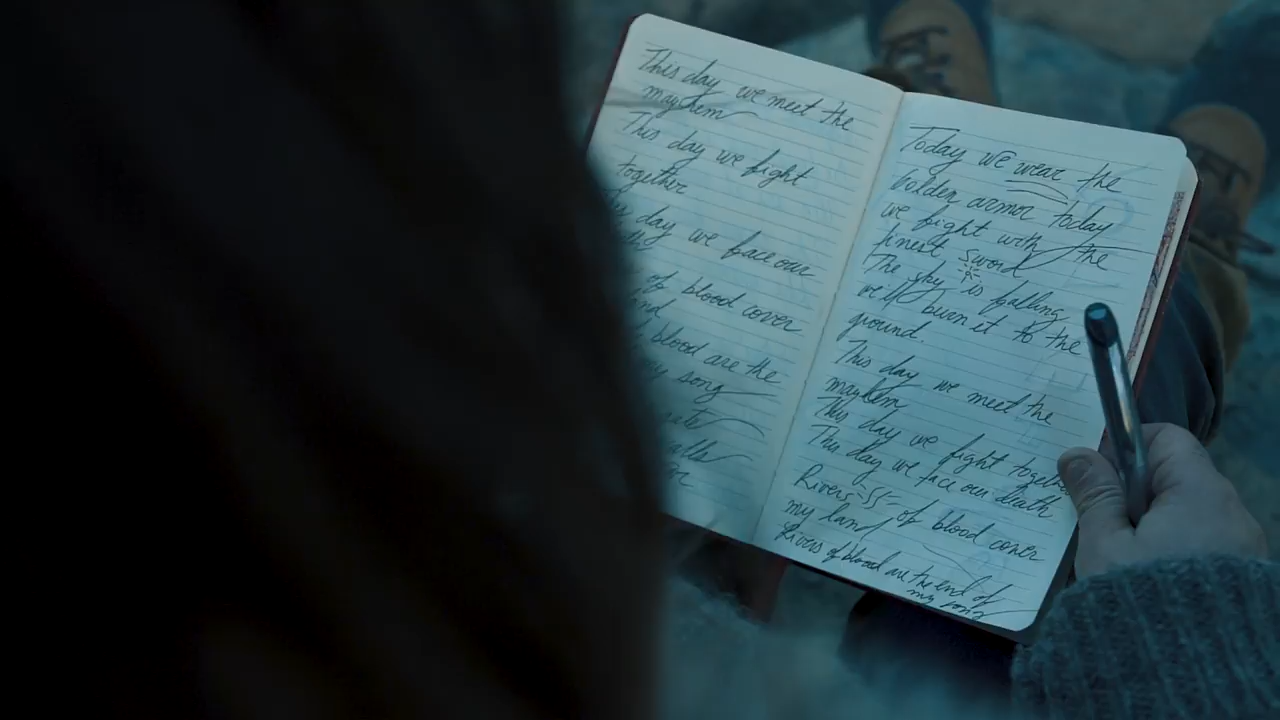 This day we meet the
mayhem
This day we fight
together
day we face our
of blood cover
blood are the
song
Today we wear the
Golden armor today
we fight with the
finest sword
The sky is falling
we'll burn it to the
ground.
This day we meet the
mayhem
This day we fight together
This day we face our death
Rivers of blood cover
my land
Rivers of blood are the end of
my song